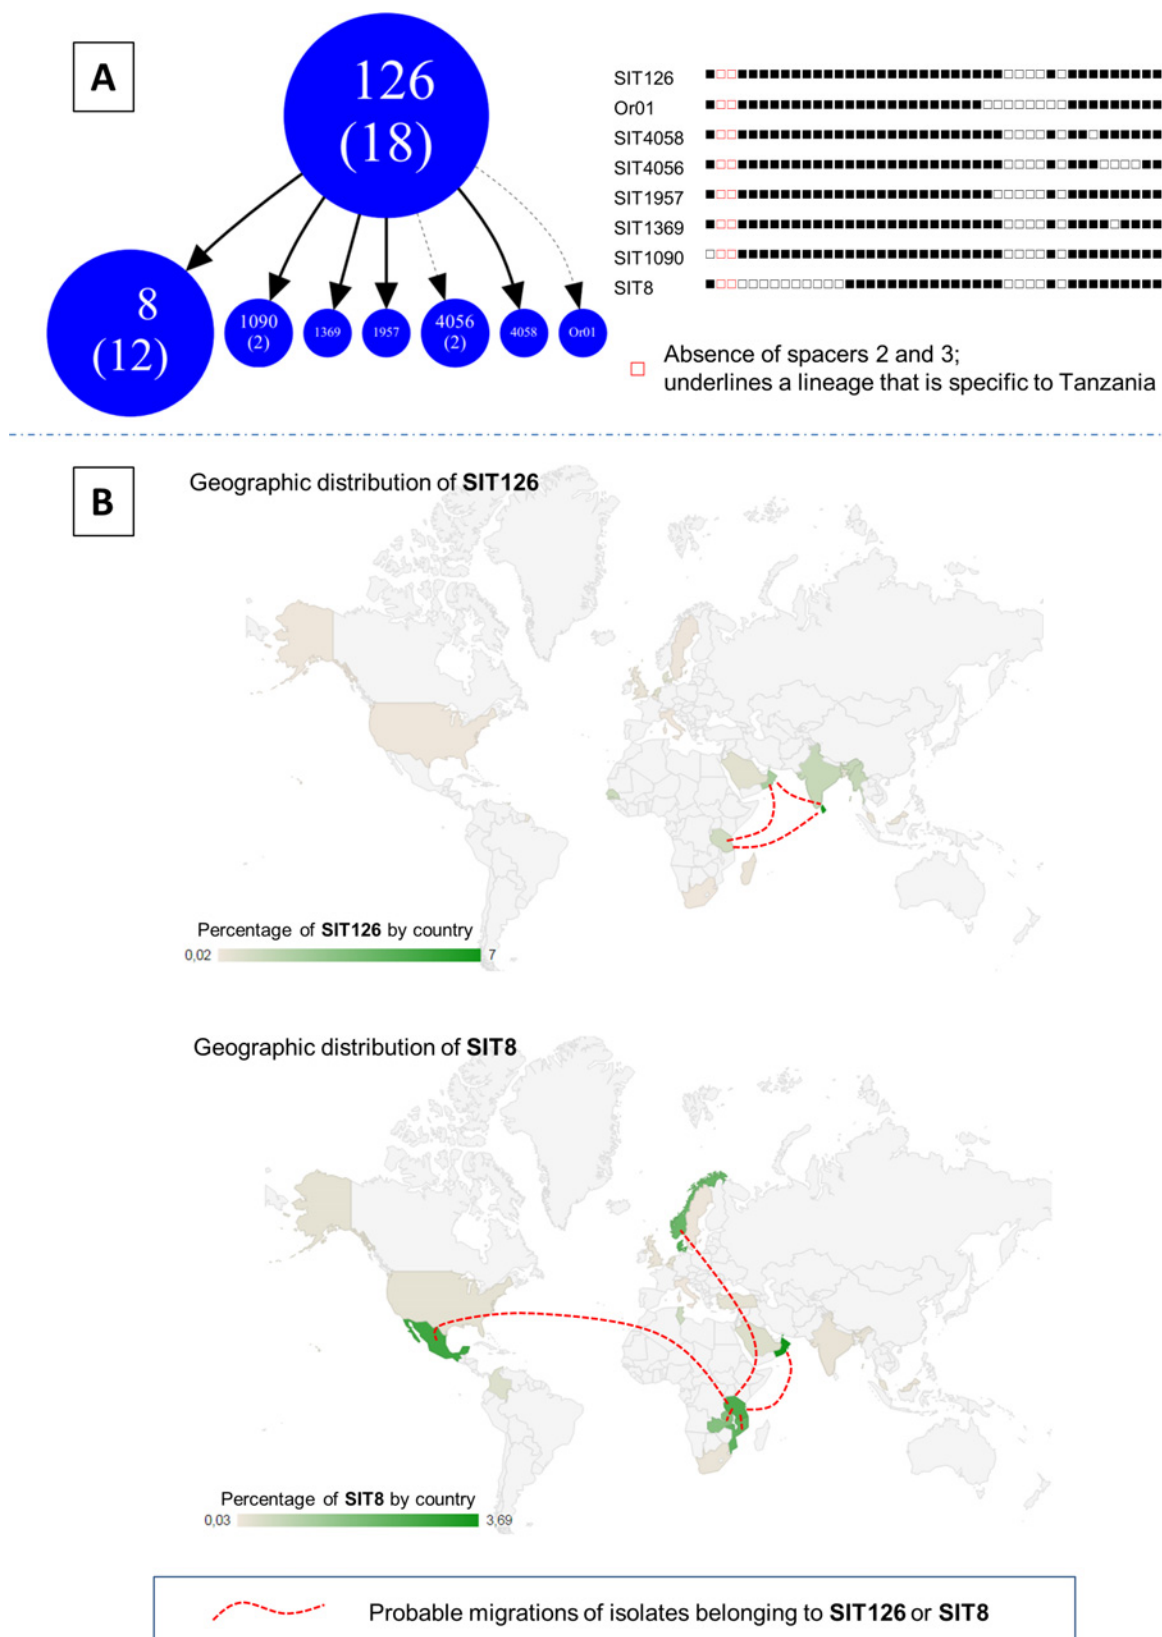 A
126
(18)
8
(12)
1090
(2)
1369
1957
4056
(2)
4058
Or01
SIT126
Or01
SIT4058
SIT4056
SIT1957
SIT1369
SIT1090
SIT8
Absence of spacers 2 and 3;
underlines a lineage that is specific to Tanzania
B
Geographic distribution of SIT126
Percentage of SIT126 by country
0,02
7
Geographic distribution of SIT8
Percentage of SIT8 by country
0,03
3,69
Probable migrations of isolates belonging to SIT126 or SIT8